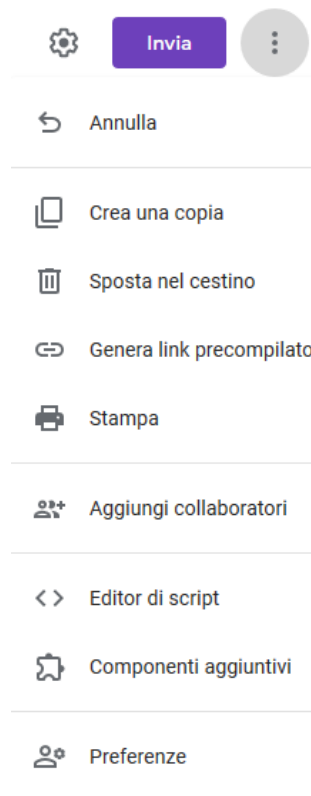 Invia
Annulla
Crea una copia
Sposta nel cestino
Genera link precompilato
Stampa
Aggiungi collaboratori
Editor di script
Componenti aggiuntivi
Preferenze